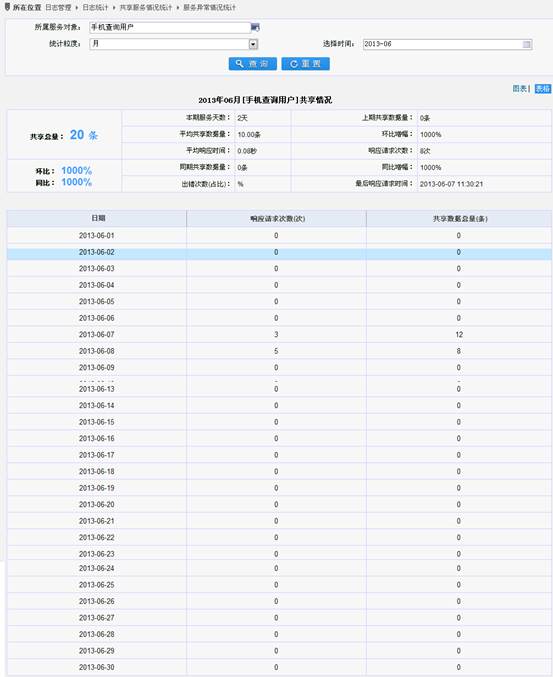 所在位置 日志管理 日志统计 共享服务情况统计 服务异常情况统计
所属服务对象： 手机查询用户
统计粒度： 月 选择时间： 2013-06
查 询 重 置
图表 | 表格
2013年06月[手机查询用户]共享情况
共享总量： 20 条
环比： 1000%
同比： 1000%
本期服务天数： 2天 上期共享数据量： 0条
平均共享数据量： 10.00条 环比增幅： 1000%
平均响应时间： 0.08秒 响应请求次数： 8次
同期共享数据量： 0条 同比增幅： 1000%
出错次数(占比)： % 最后响应请求时间： 2013-06-07 11:30:21
日期 响应请求次数(次) 共享数据总量(条)
2013-06-01 0 0
2013-06-02 0 0
2013-06-03 0 0
2013-06-04 0 0
2013-06-05 0 0
2013-06-06 0 0
2013-06-07 3 12
2013-06-08 5 8
2013-06-09 0 0
2013-06-13 0 0
2013-06-14 0 0
2013-06-15 0 0
2013-06-16 0 0
2013-06-17 0 0
2013-06-18 0 0
2013-06-19 0 0
2013-06-20 0 0
2013-06-21 0 0
2013-06-22 0 0
2013-06-23 0 0
2013-06-24 0 0
2013-06-25 0 0
2013-06-26 0 0
2013-06-27 0 0
2013-06-28 0 0
2013-06-29 0 0
2013-06-30 0 0